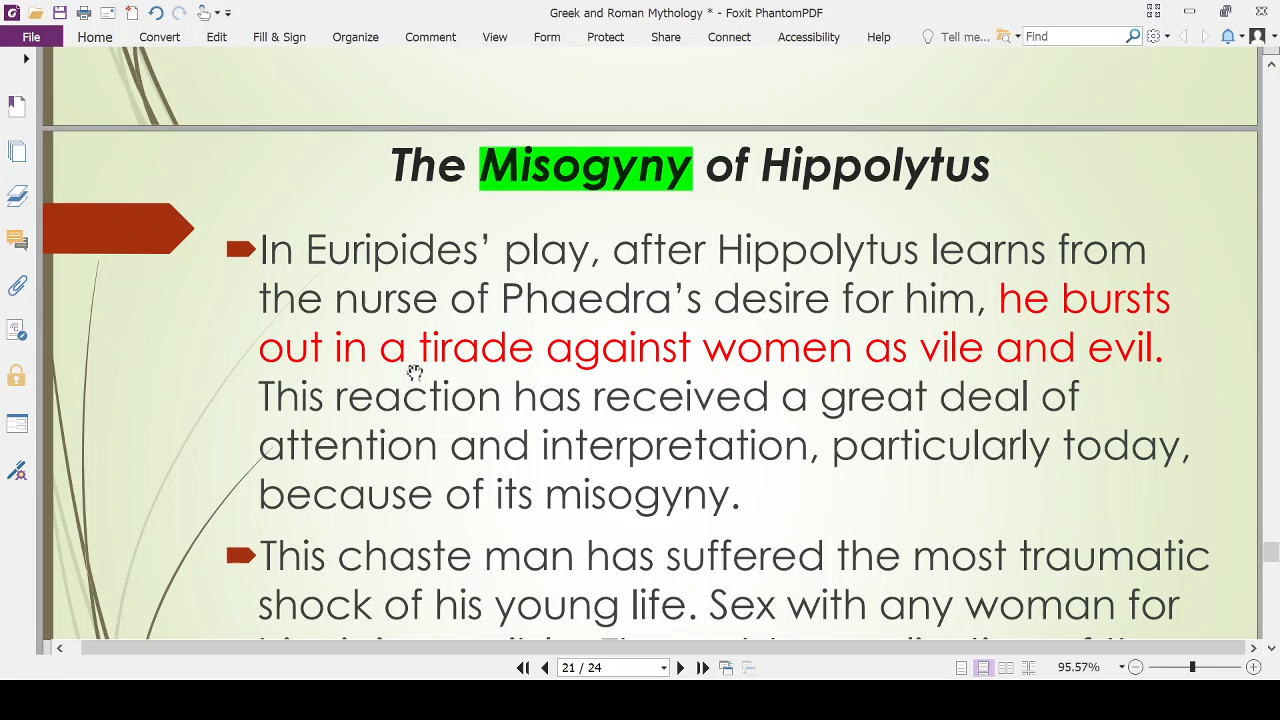 Greek and Roman Mythology * - Foxit PhantomPDF
File Home Convert Edit Fill & Sign Organize Comment View Form Protect Share Connect Accessibility Help Tell me... Find
The Misogyny of Hippolytus
In Euripides’ play, after Hippolytus learns from
the nurse of Phaedra’s desire for him, he bursts
out in a tirade against women as vile and evil.
This reaction has received a great deal of
attention and interpretation, particularly today,
because of its misogyny.
This chaste man has suffered the most traumatic
shock of his young life. Sex with any woman for
21 / 24 95.57%